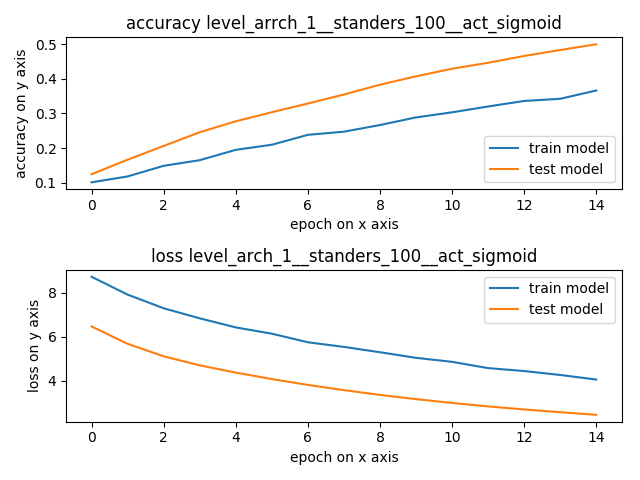 accuracy level_arrch_1__standers_100__act_sigmoid
accuracy on y axis
0.5
0.4
0.3
0.2
0.1
train model
test model
0 2 4 6 8 10 12 14
epoch on x axis
loss level_arch_1__standers_100__act_sigmoid
loss on y axis
8
6
4
train model
test model
0 2 4 6 8 10 12 14
epoch on x axis